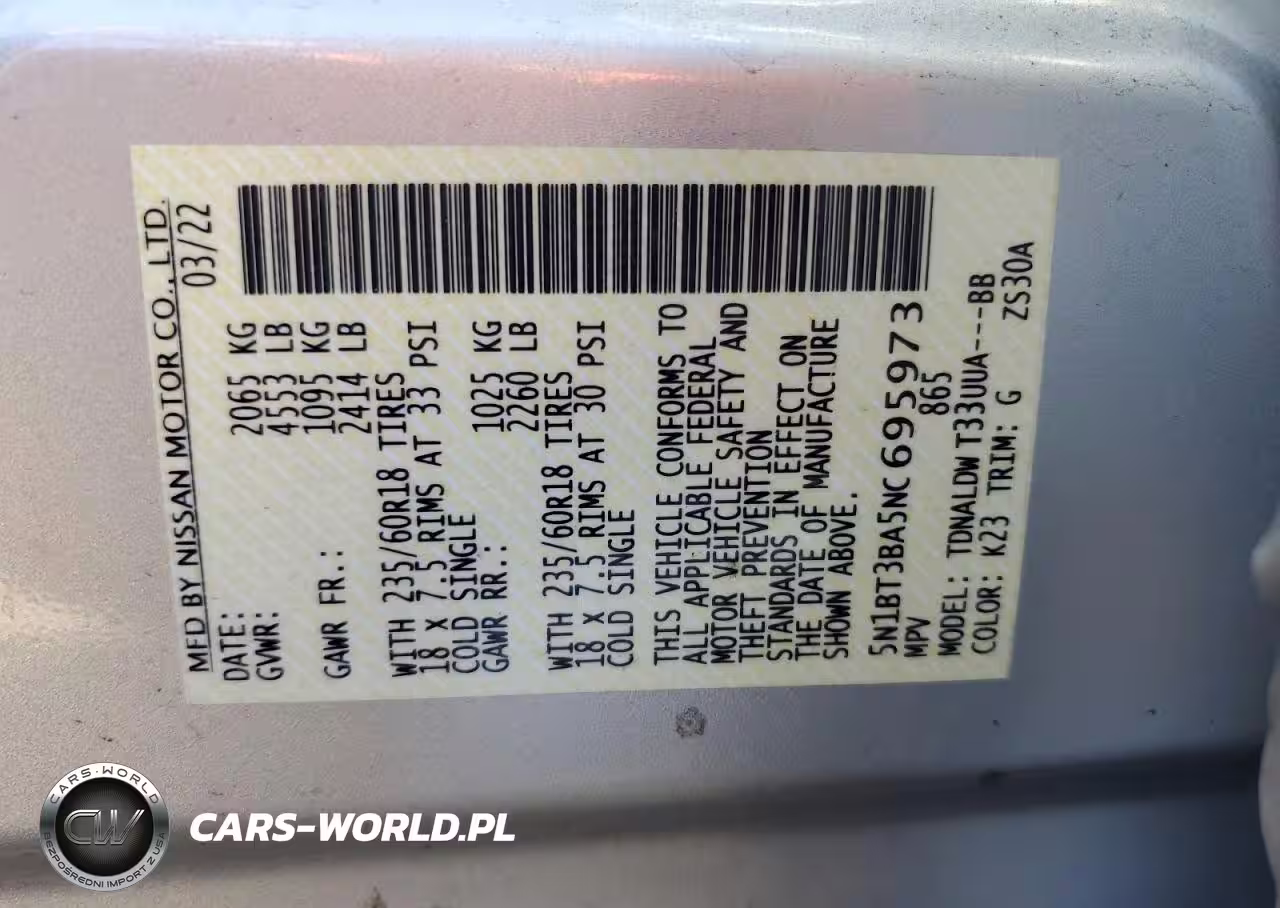 MFD BY NISSAN MOTOR CO., LTD.
DATE: 03/22
GVWR: 2065 KG
4553 LB
GAWR FR.: 1095 KG
2414 LB
WITH 235/60R18 TIRES
18 X 7.5 RIMS AT 33 PSI
COLD SINGLE
GAWR RR.: 1025 KG
2260 LB
WITH 235/60R18 TIRES
18 X 7.5 RIMS AT 30 PSI
COLD SINGLE
THIS VEHICLE CONFORMS TO
ALL APPLICABLE FEDERAL
MOTOR VEHICLE SAFETY AND
THEFT PREVENTION
STANDARDS IN EFFECT ON
THE DATE OF MANUFACTURE
SHOWN ABOVE.
5N1BT3BA5NC695973
MPV 865
MODEL: TDNALDW T33UUA---BB
COLOR: K23 TRIM: G ZS30A
CARS-WORLD
CW
BEZPOŚREDNI IMPORT Z USA
CARS-WORLD.PL